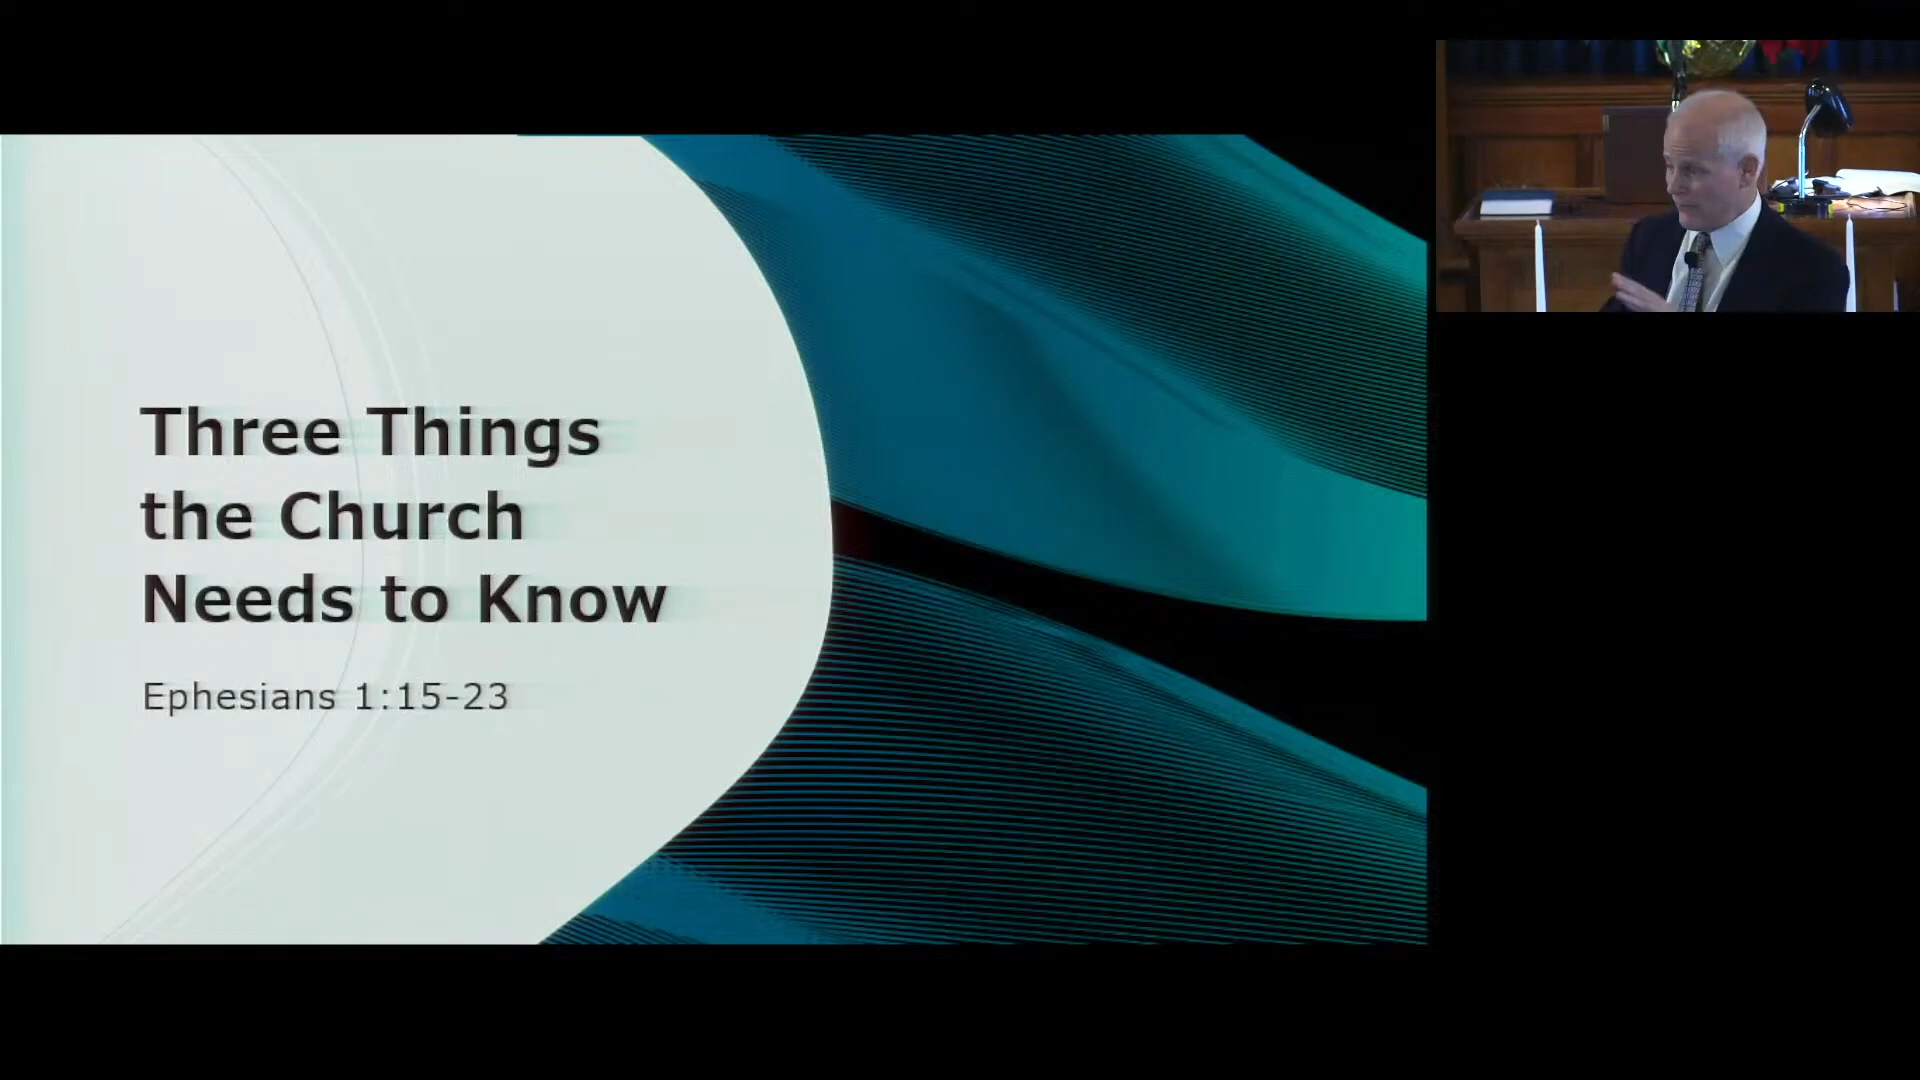 Three Things
the Church
Needs to Know
Ephesians 1:15-23